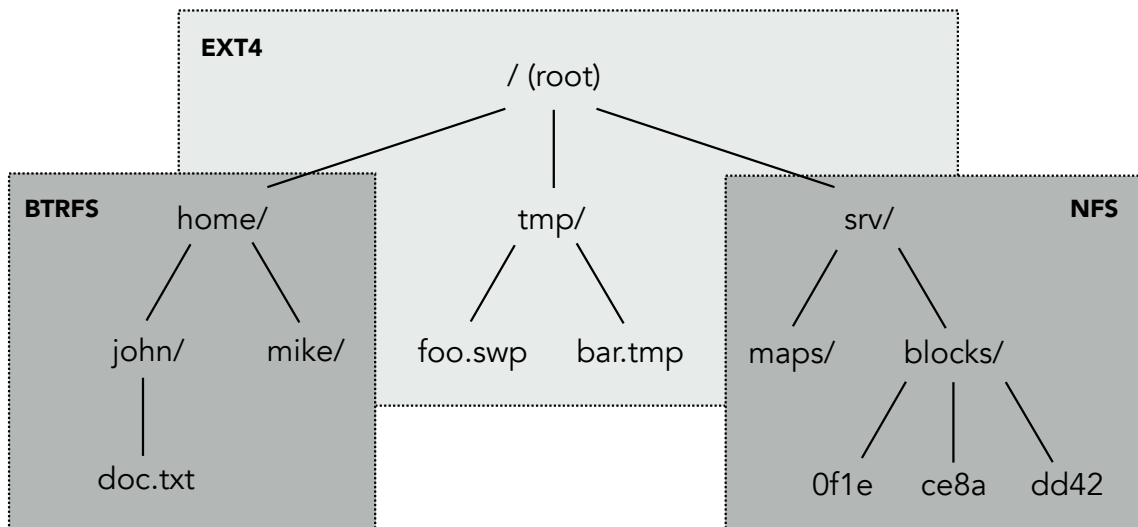 EXT4
/ (root)
BTRFS
home/
tmp/
srv/
NFS
john/
mike/
foo.swp
bar.tmp
maps/
blocks/
doc.txt
0f1e
ce8a
dd42